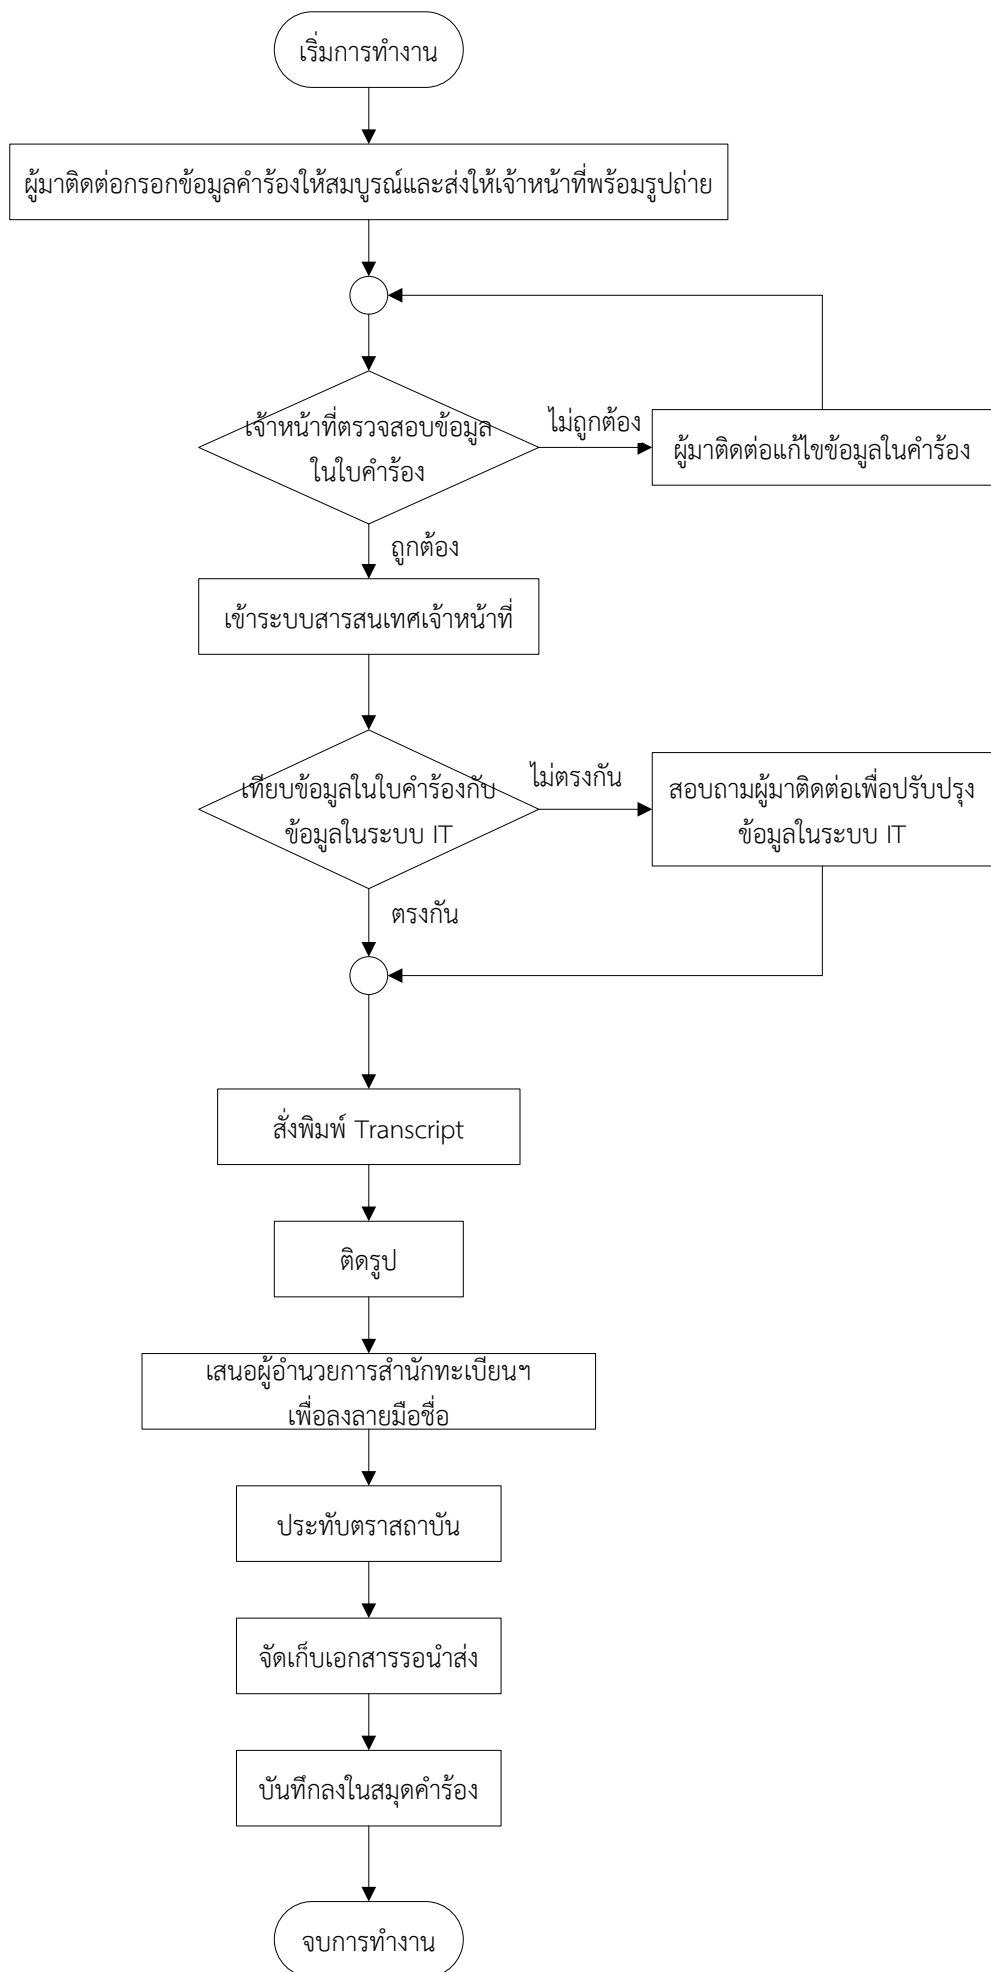 เริ่มการทำงาน
ผู้มาติดต่อกรอกข้อมูลคำร้องให้สมบูรณ์และส่งให้เจ้าหน้าที่พร้อมรูปถ่าย
เจ้าหน้าที่ตรวจสอบข้อมูล
ในใบคำร้อง
ไม่ถูกต้อง
ผู้มาติดต่อแก้ไขข้อมูลในคำร้อง
ถูกต้อง
เข้าระบบสารสนเทศเจ้าหน้าที่
เทียบข้อมูลในใบคำร้องกับ
ข้อมูลในระบบ IT
ไม่ตรงกัน
สอบถามผู้มาติดต่อเพื่อปรับปรุง
ข้อมูลในระบบ IT
ตรงกัน
สั่งพิมพ์ Transcript
ติดรูป
เสนอผู้อำนวยการสำนักทะเบียนฯ
เพื่อลงลายมือชื่อ
ประทับตราสถาบัน
จัดเก็บเอกสารรอนำส่ง
บันทึกลงในสมุดคำร้อง
จบการทำงาน